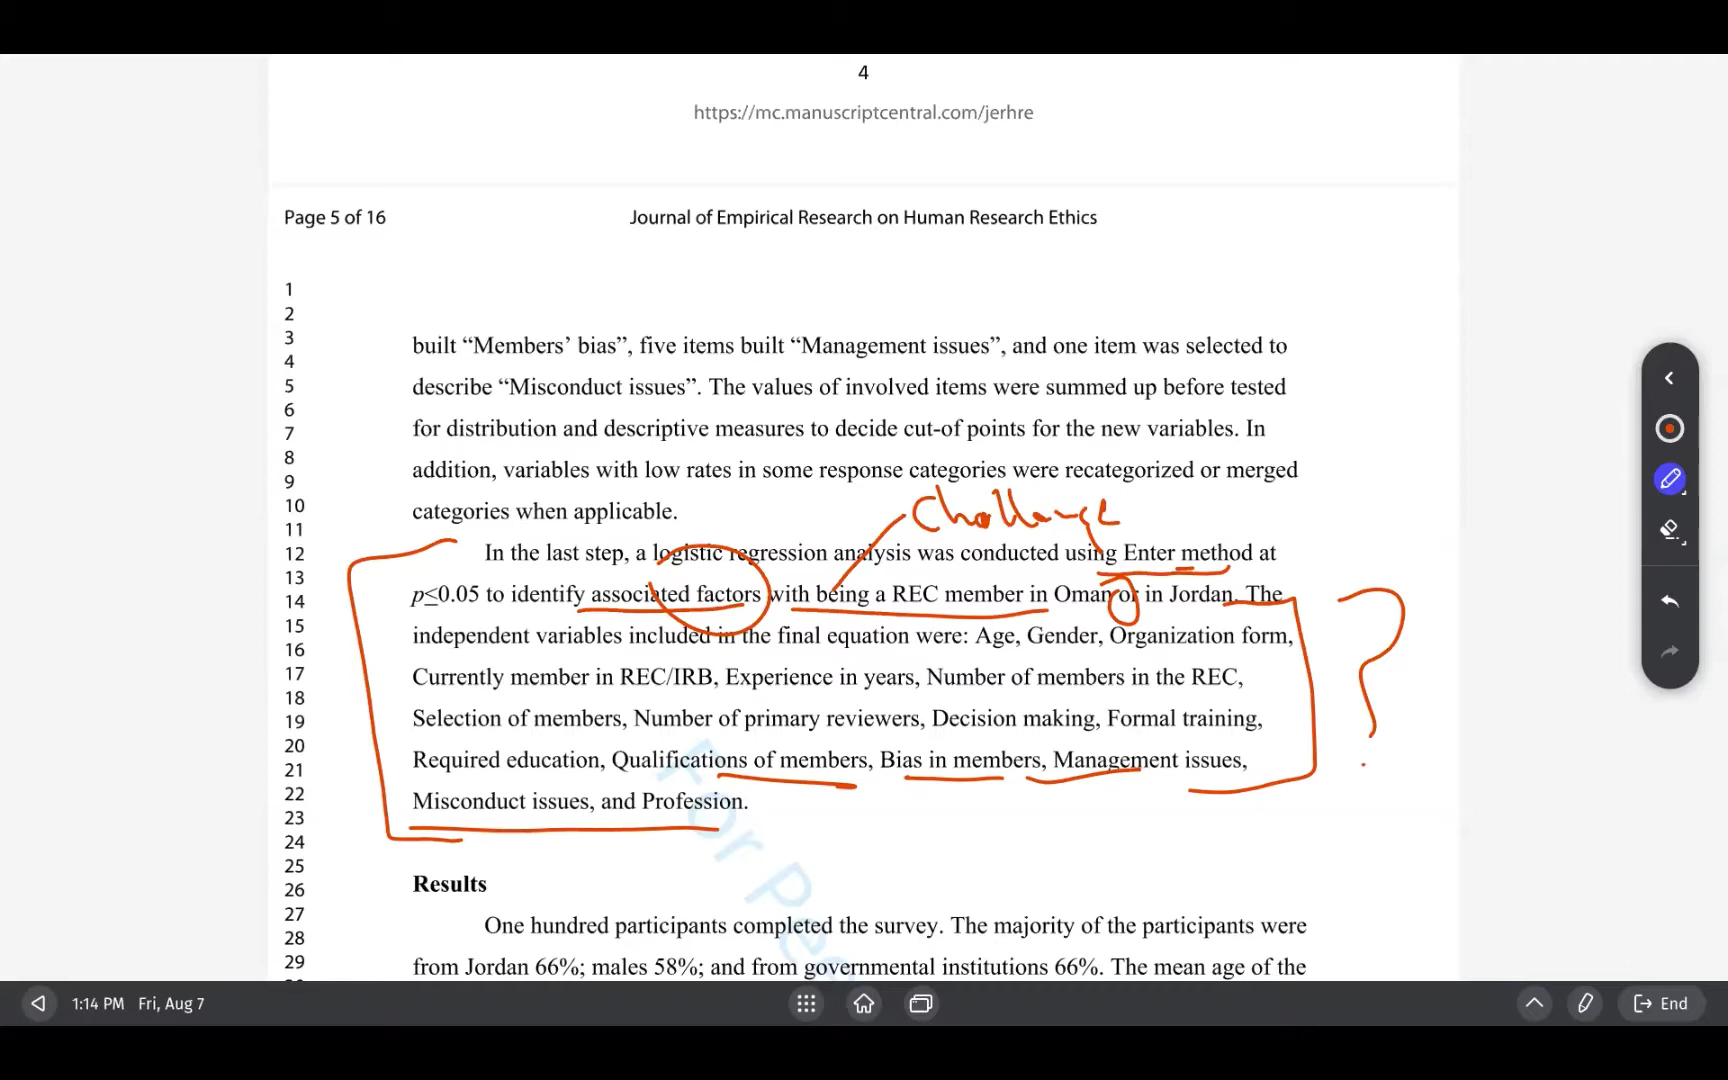 4
https://mc.manuscriptcentral.com/jerhre
Page 5 of 16
Journal of Empirical Research on Human Research Ethics
1
2
3
4
5
6
7
8
9
10
11
12
13
14
15
16
17
18
19
20
21
22
23
24
25
26
27
28
29
built “Members’ bias”, five items built “Management issues”, and one item was selected to
describe “Misconduct issues”. The values of involved items were summed up before tested
for distribution and descriptive measures to decide cut-of points for the new variables. In
addition, variables with low rates in some response categories were recategorized or merged
categories when applicable.
Challenge
In the last step, a logistic regression analysis was conducted using Enter method at
p≤0.05 to identify associated factors with being a REC member in Oman or in Jordan. The
independent variables included in the final equation were: Age, Gender, Organization form,
Currently member in REC/IRB, Experience in years, Number of members in the REC,
Selection of members, Number of primary reviewers, Decision making, Formal training,
Required education, Qualifications of members, Bias in members, Management issues,
Misconduct issues, and Profession.
?
For Pee
Results
One hundred participants completed the survey. The majority of the participants were
from Jordan 66%; males 58%; and from governmental institutions 66%. The mean age of the
1:14 PM Fri, Aug 7
End